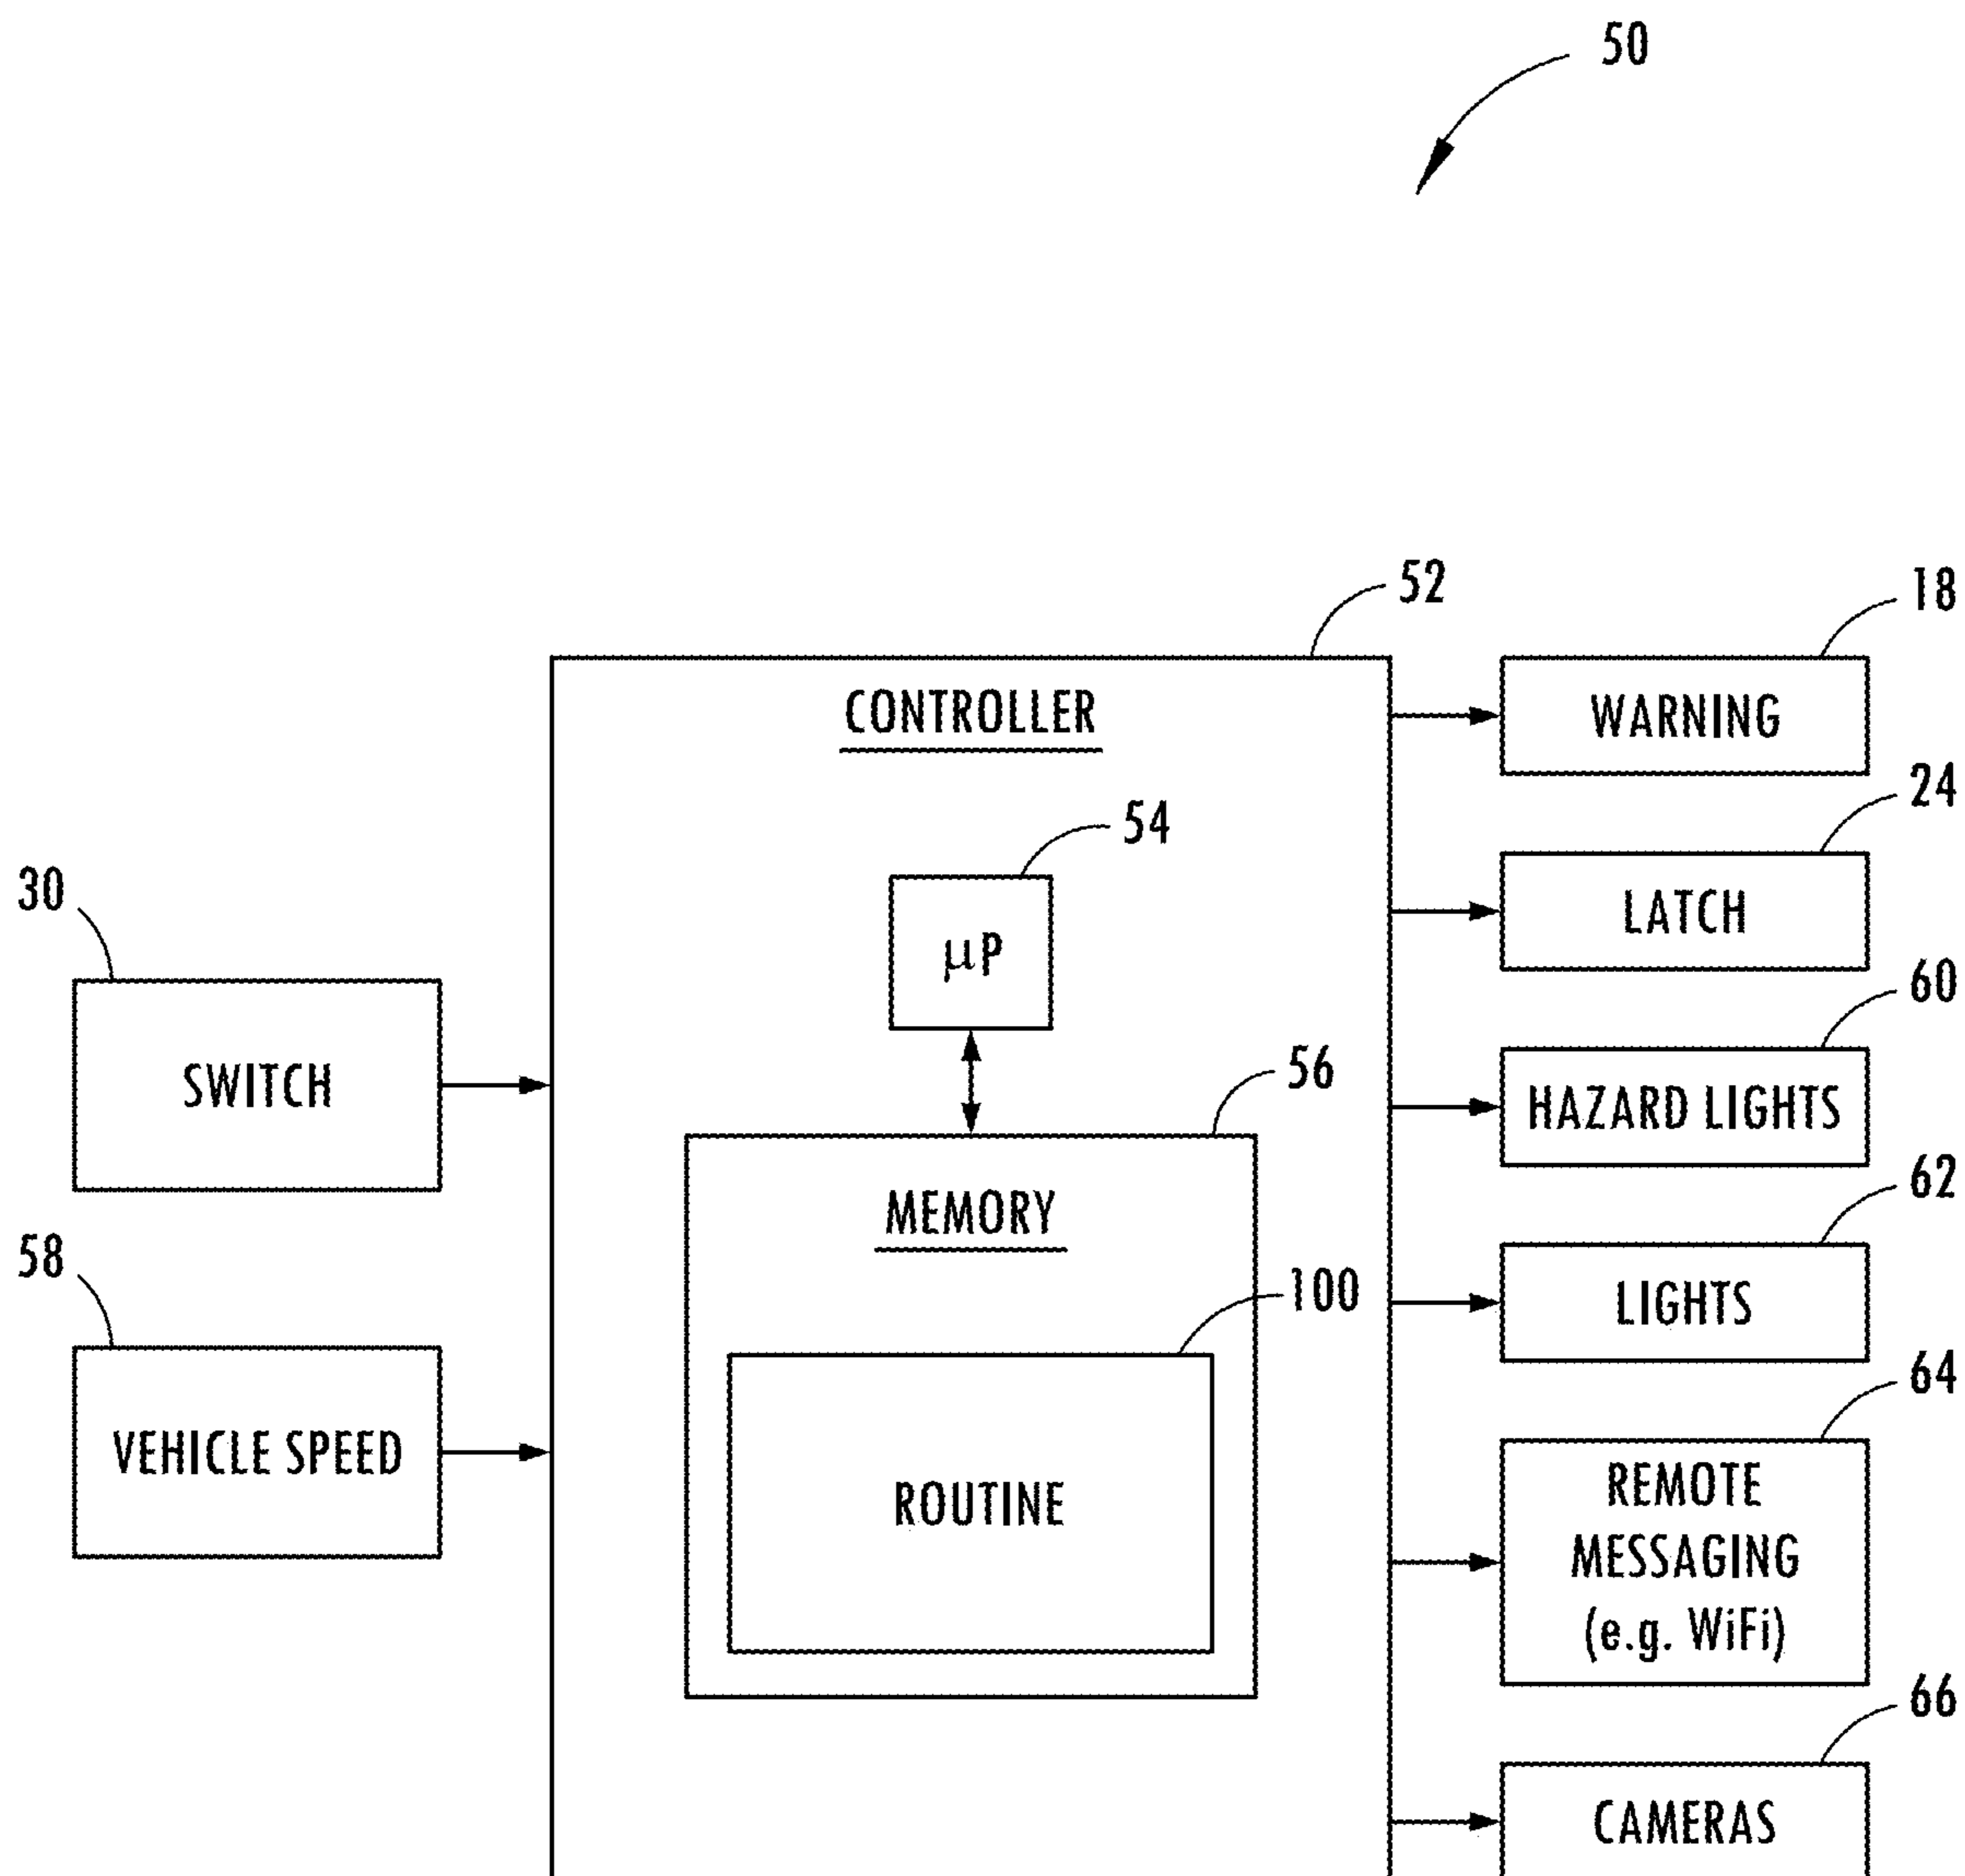 50
52
18
CONTROLLER
WARNING
24
54
30
LATCH
μP
60
SWITCH
56
HAZARD LIGHTS
MEMORY
62
58
100
LIGHTS
VEHICLE SPEED
64
ROUTINE
REMOTE
MESSAGING
(e.g. WiFi)
66
CAMERAS